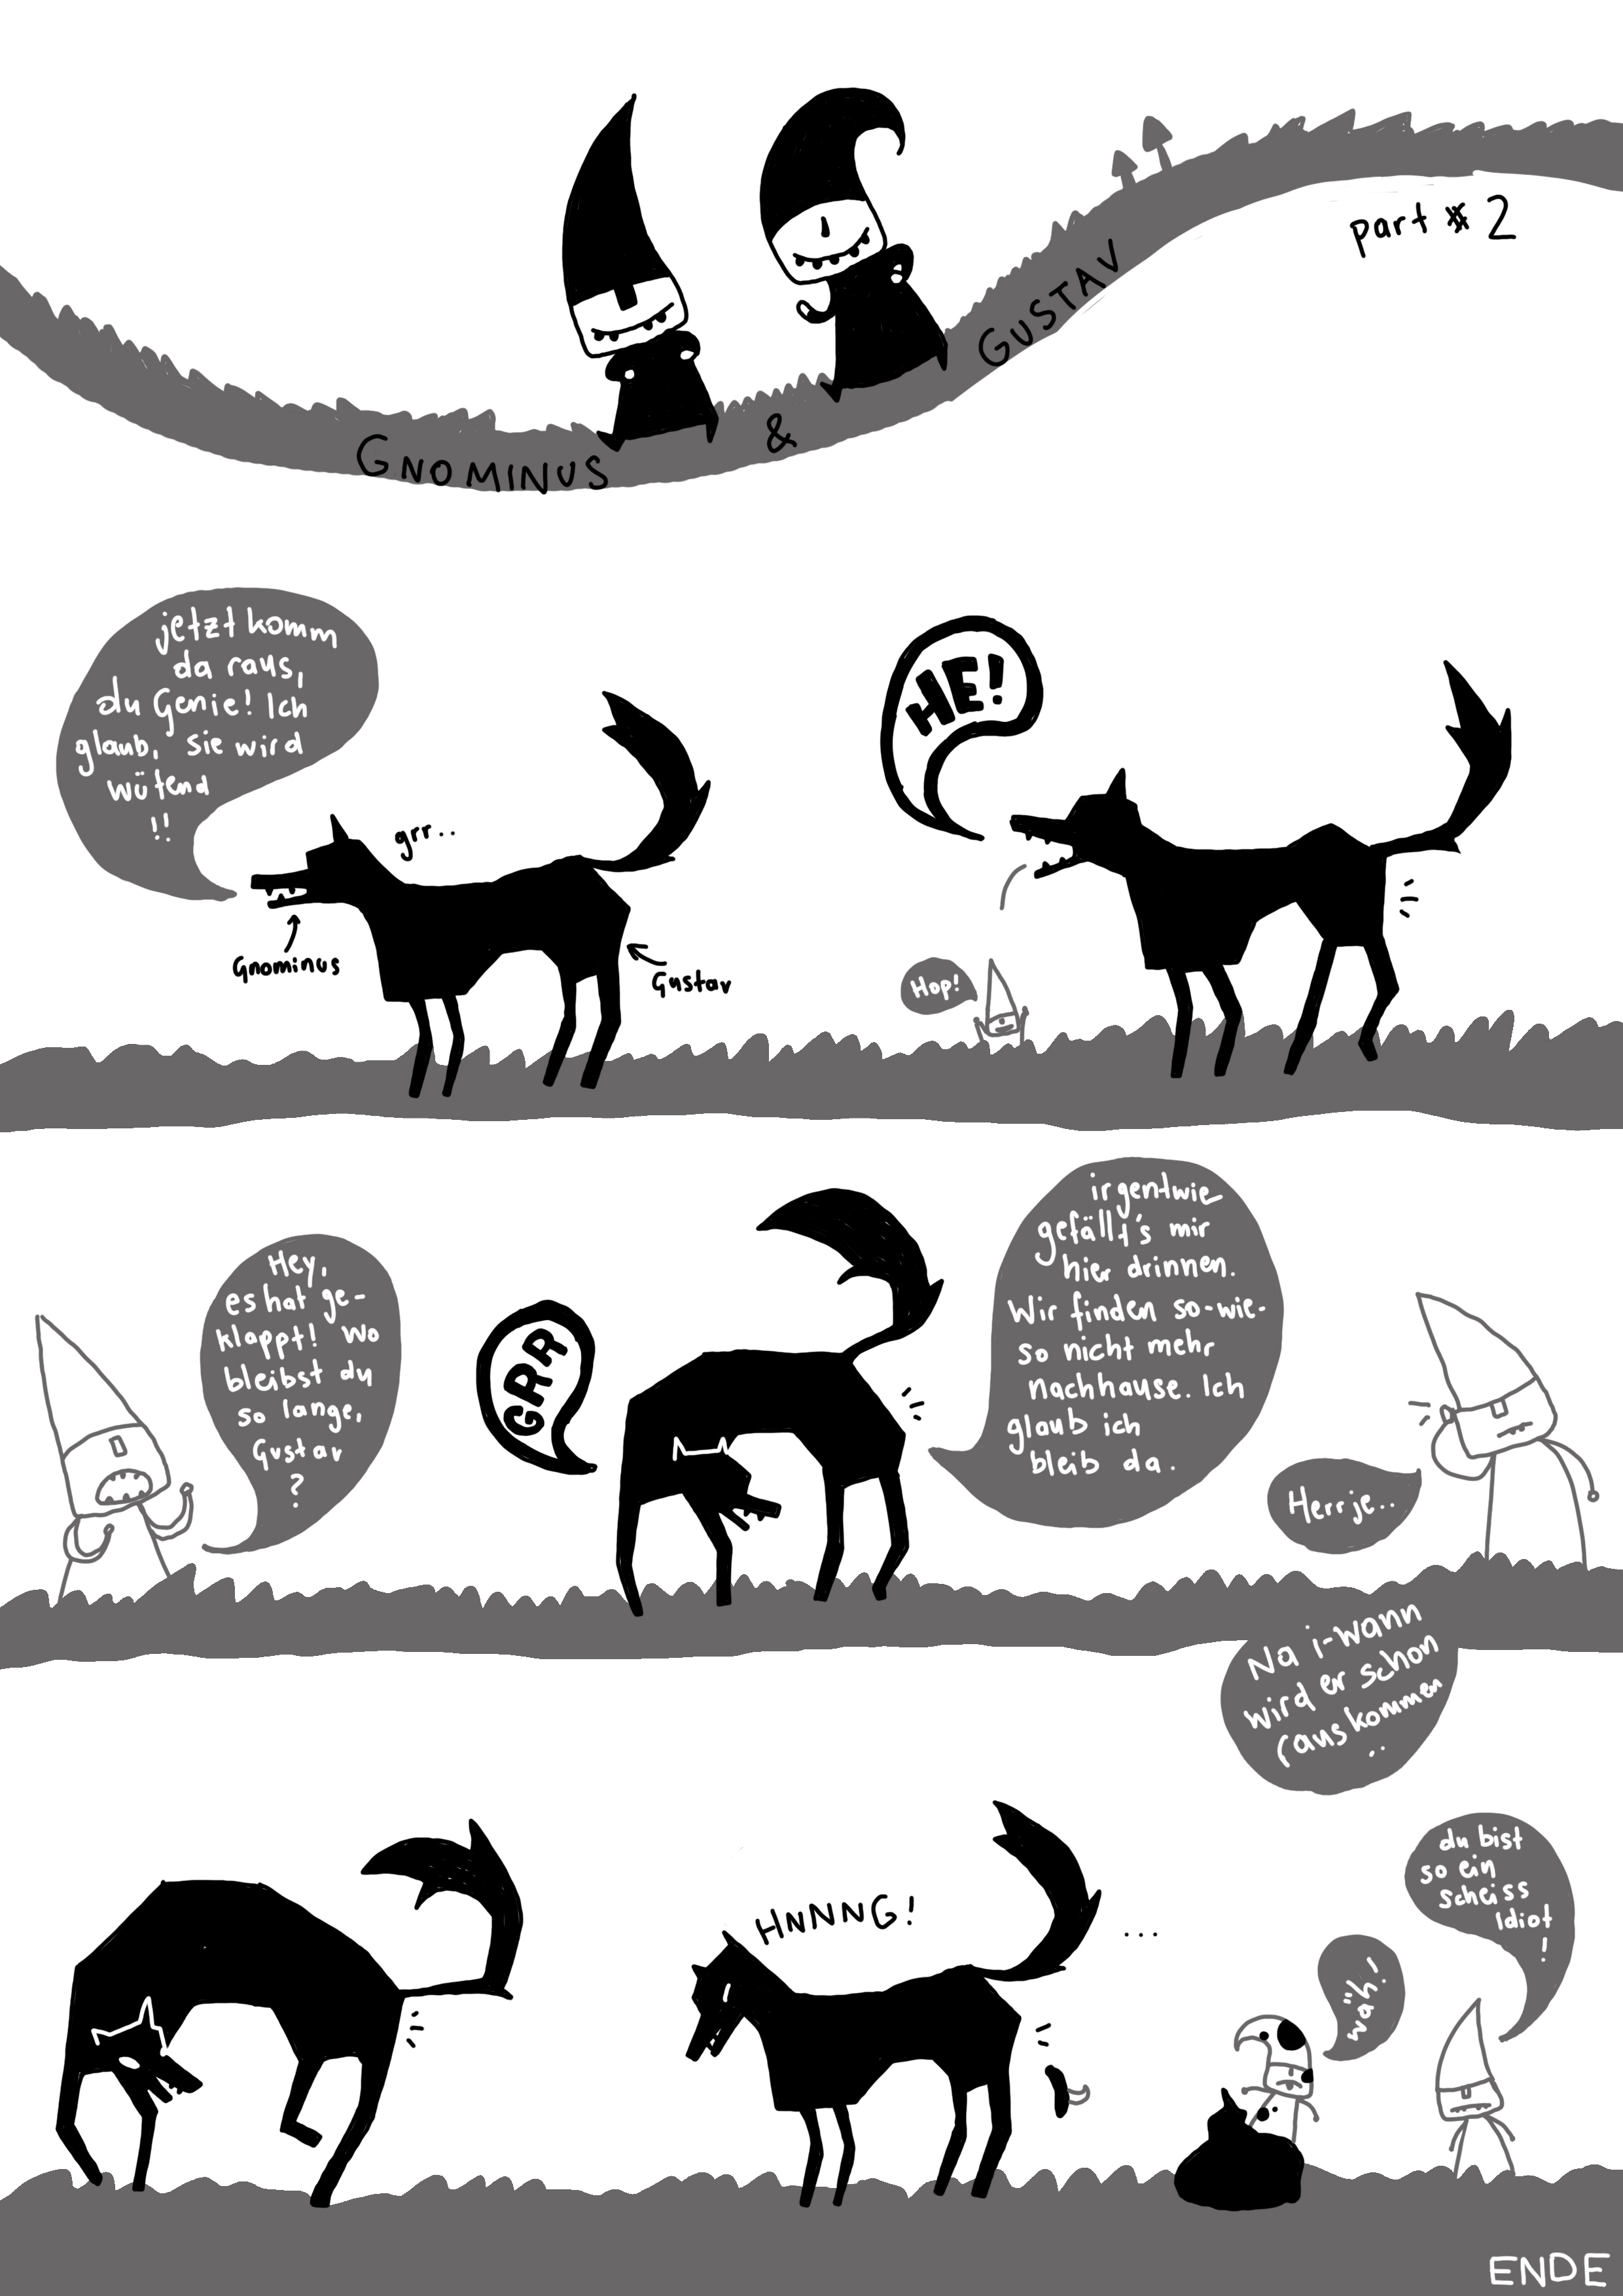 GNOMINUS
&
GUSTAV
part # 2
jetzt komm
da raus,
du Genie! Ich
glaub, sie wird
wütend
!!
grr...
Gnominus
Gustav
HE!
Hop!
Hey,
es hat ge-
klappt! Wo
bleibst du
so lange,
Gustav
?
GRR
irgentwie
gefällt's mir
hier drinnen.
Wir finden so-wie-
so nicht mehr
nachhause. Ich
glaub ich
bleib da.
Herrje..
Na i-wann
wird er schon
raus kommen
..
HNNNG!
...
wäh!
du bist
so ein
scheiss
Idiot
!
ENDE